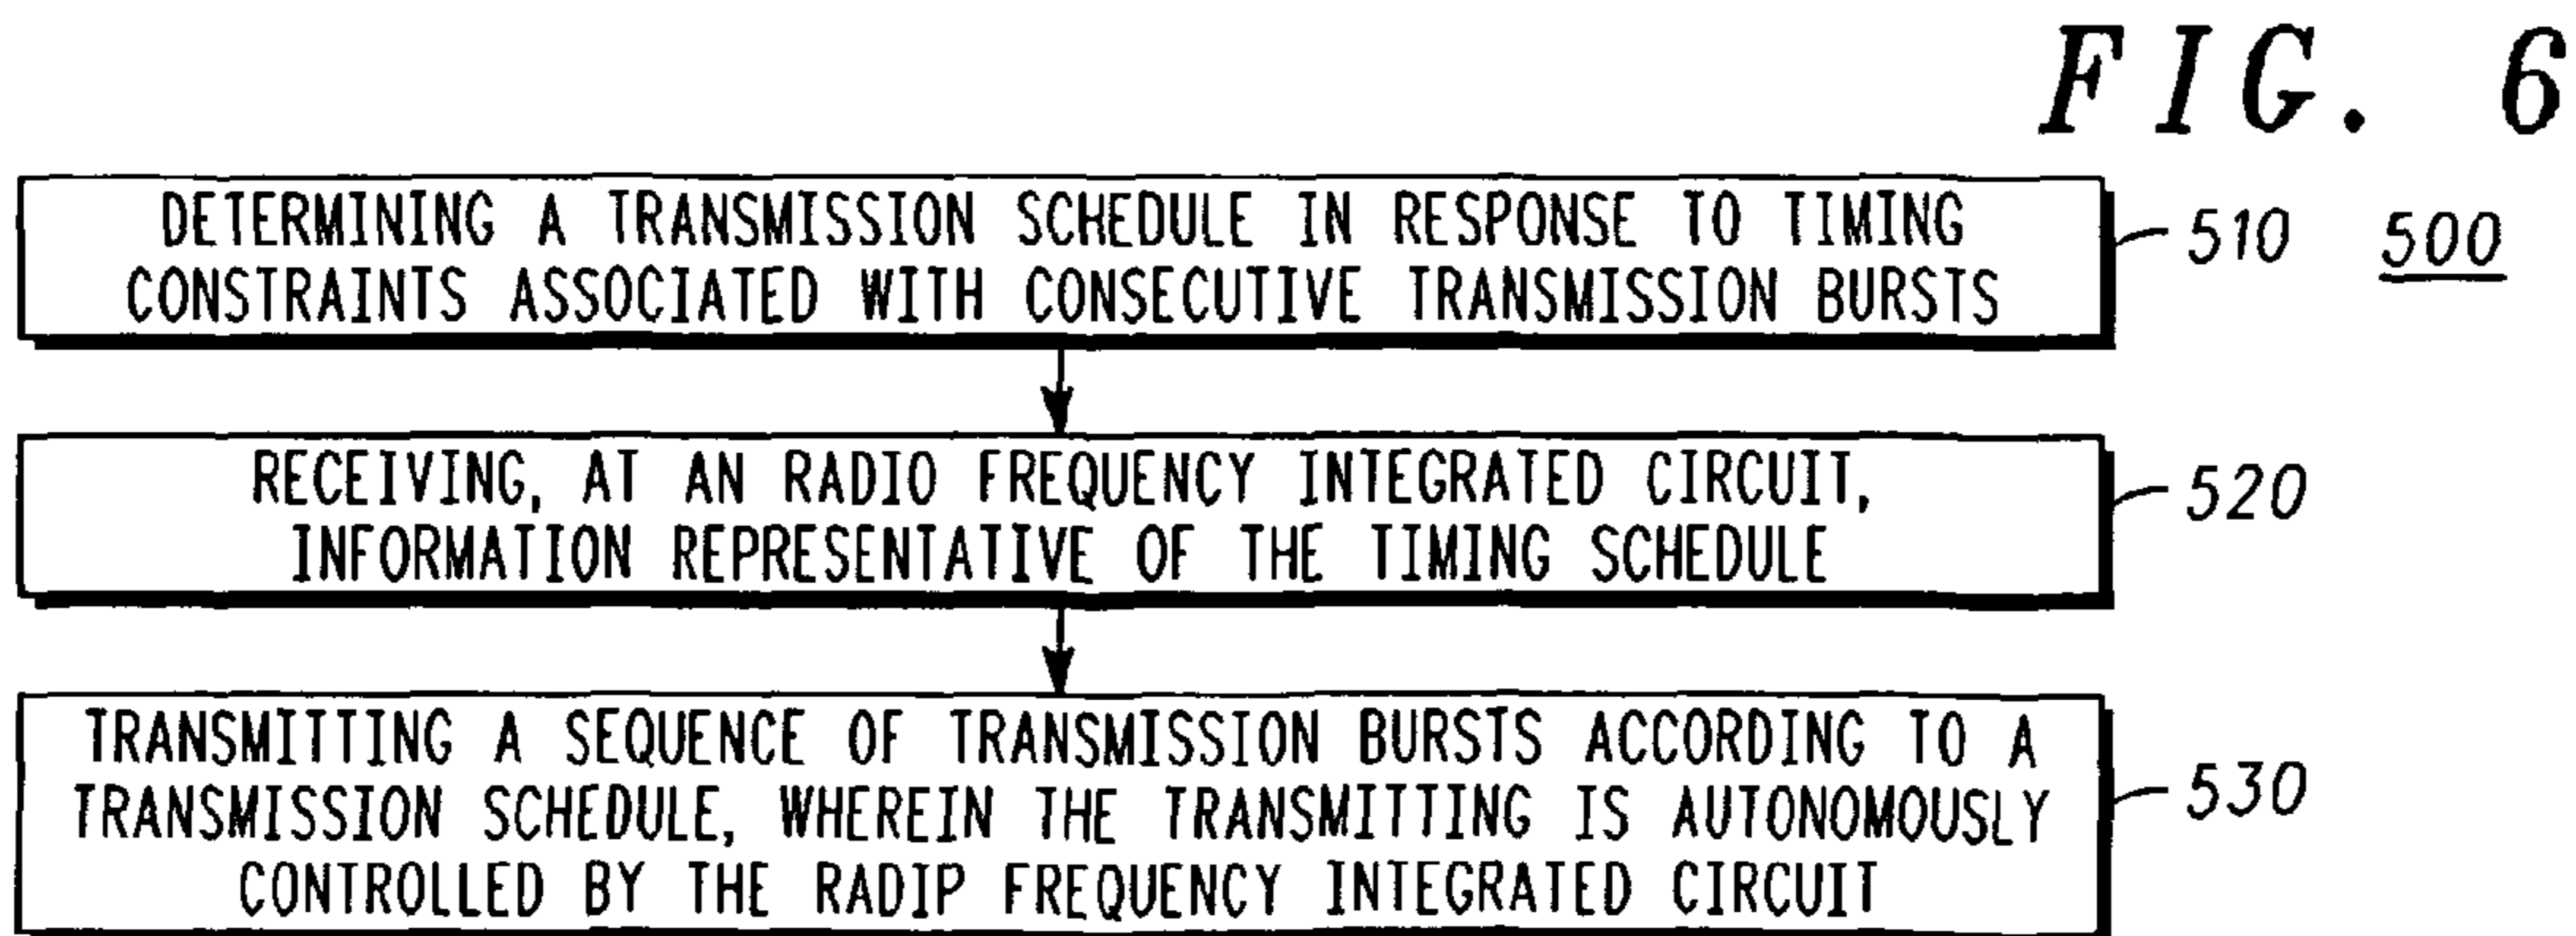 FIG. 6
DETERMINING A TRANSMISSION SCHEDULE IN RESPONSE TO TIMING
CONSTRAINTS ASSOCIATED WITH CONSECUTIVE TRANSMISSION BURSTS
510
500
RECEIVING, AT AN RADIO FREQUENCY INTEGRATED CIRCUIT,
INFORMATION REPRESENTATIVE OF THE TIMING SCHEDULE
520
TRANSMITTING A SEQUENCE OF TRANSMISSION BURSTS ACCORDING TO A
TRANSMISSION SCHEDULE, WHEREIN THE TRANSMITTING IS AUTONOMOUSLY
CONTROLLED BY THE RADIP FREQUENCY INTEGRATED CIRCUIT
530